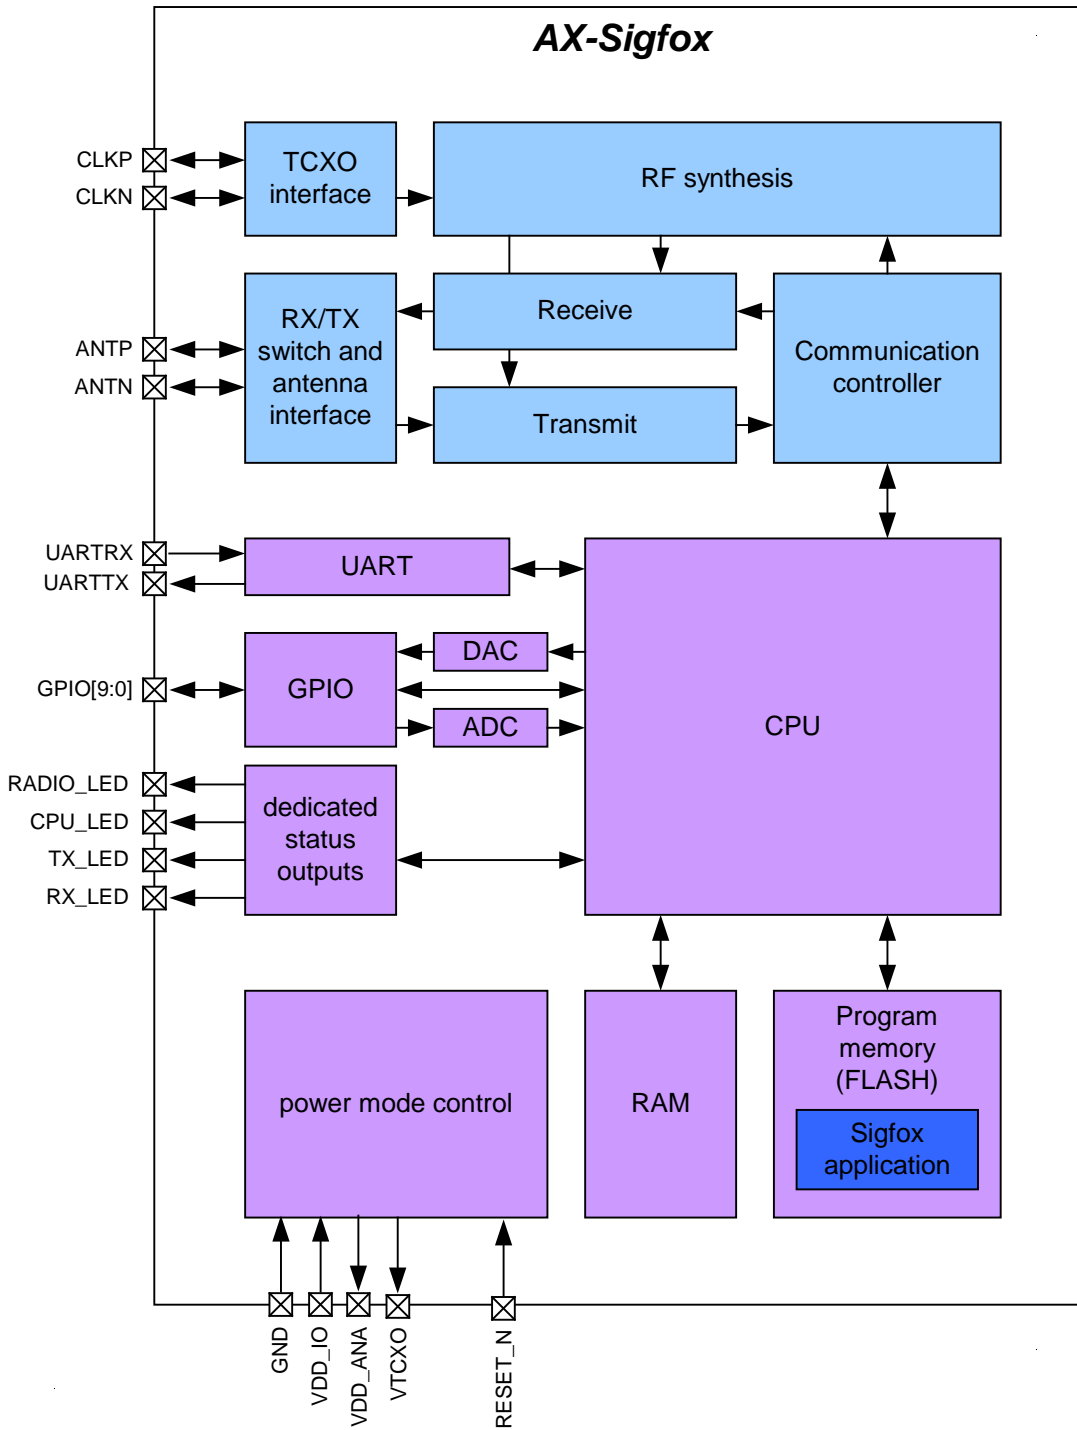 AX-Sigfox
CLKP
CLKN
TCXO
interface
RF synthesis
ANTP
ANTN
RX/TX
switch and
antenna
interface
Receive
Transmit
Communication
controller
UARTRX
UARTTX
UART
GPIO[9:0]
GPIO
DAC
ADC
CPU
RADIO_LED
CPU_LED
TX_LED
RX_LED
dedicated
status
outputs
power mode control
RAM
Program
memory
(FLASH)
Sigfox
application
GND
VDD_IO
VDD_ANA
VTCXO
RESET_N